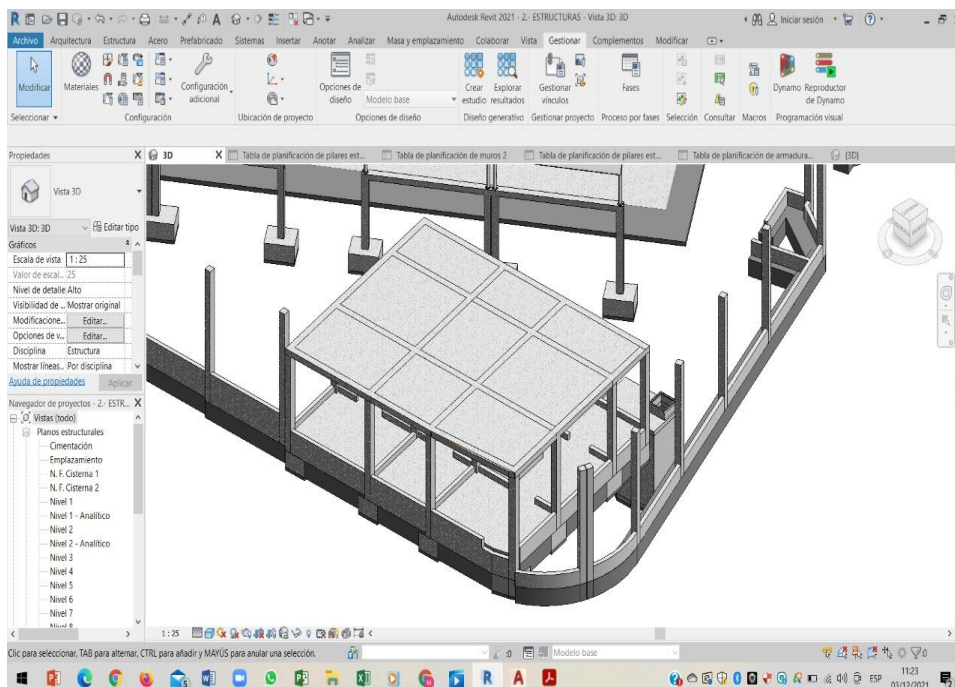 Autodesk Revit 2021 - 2.- ESTRUCTURAS - Vista 3D: 3D
Iniciar sesión
Archivo Arquitectura Estructura Acero Prefabricado Sistemas Insertar Anotar Analizar Masa y emplazamiento Colaborar Vista Gestionar Complementos Modificar
Modificar Materiales Configuración adicional Opciones de diseño Modelo base Crear estudio Explorar resultados Gestionar vínculos Fases Dynamo Reproductor de Dynamo
Seleccionar Configuración Ubicación de proyecto Opciones de diseño Diseño generativo Gestionar proyecto Proceso por fases Selección Consultar Macros Programación visual
Propiedades X 3D X Tabla de planificación de pilares est... Tabla de planificación de muros 2 Tabla de planificación de pilares est... Tabla de planificación de armadura... {3D}
Vista 3D
Vista 3D: 3D Editar tipo
Gráficos
Escala de vista 1 : 25
Valor de escal... 25
Nivel de detalle Alto
Visibilidad de ... Mostrar original
Modificacione... Editar...
Opciones de v... Editar...
Disciplina Estructura
Mostrar líneas... Por disciplina
Ayuda de propiedades Aplicar
Navegador de proyectos - 2.- ESTR... X
Vistas (todo)
Planos estructurales
Cimentación
Emplazamiento
N. F. Cisterna 1
N. F. Cisterna 2
Nivel 1
Nivel 1 - Analítico
Nivel 2
Nivel 2 - Analítico
Nivel 3
Nivel 4
Nivel 5
Nivel 6
Nivel 7
Nivel 8
1 : 25
Clic para seleccionar, TAB para alternar, CTRL para añadir y MAYÚS para anular una selección. :0 Modelo base :0
ESP 11:23
03/12/2021